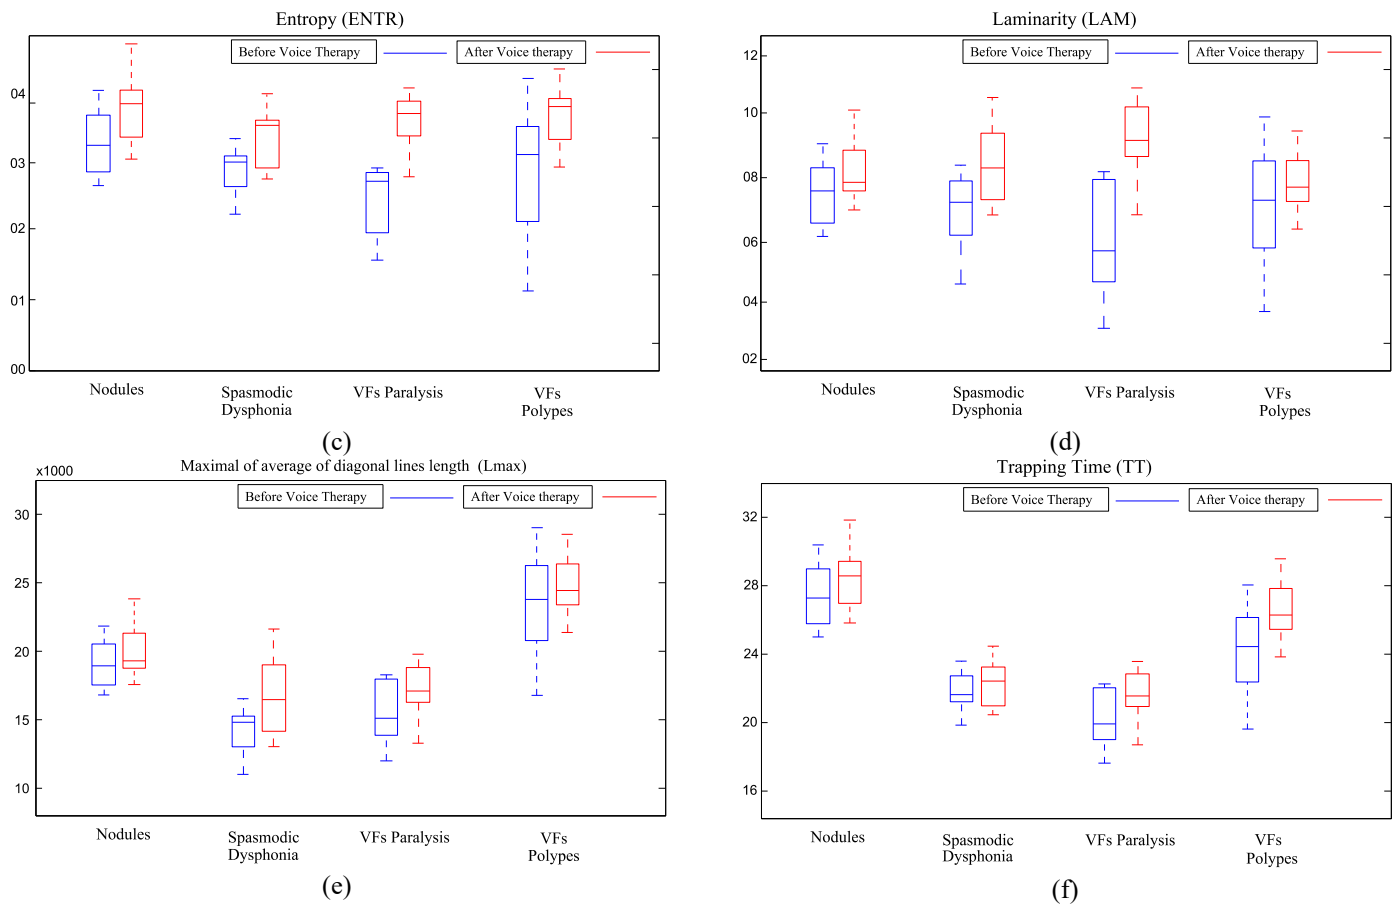 Entropy (ENTR)
Before Voice Therapy
After Voice therapy
04
03
02
01
00
Nodules
Spasmodic
Dysphonia
VFs Paralysis
VFs
Polypes
(c)
Laminarity (LAM)
Before Voice Therapy
After Voice therapy
12
10
08
06
04
02
Nodules
Spasmodic
Dysphonia
VFs Paralysis
VFs
Polypes
(d)
x1000
Maximal of average of diagonal lines length (Lmax)
Before Voice Therapy
After Voice therapy
30
25
20
15
10
Nodules
Spasmodic
Dysphonia
VFs Paralysis
VFs
Polypes
(e)
Trapping Time (TT)
Before Voice Therapy
After Voice therapy
32
28
24
20
16
Nodules
Spasmodic
Dysphonia
VFs Paralysis
VFs
Polypes
(f)